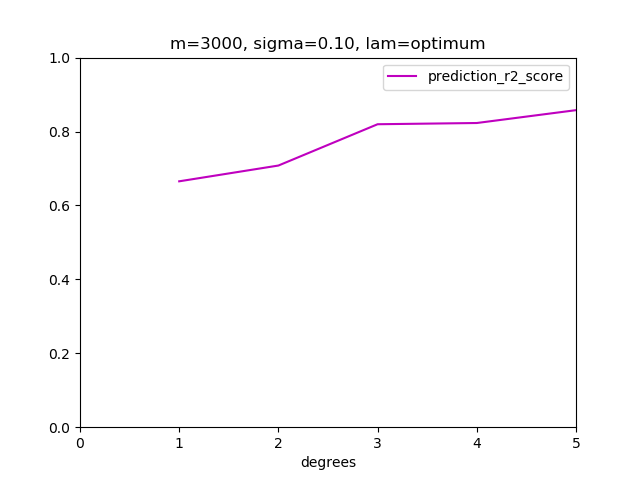 m=3000, sigma=0.10, lam=optimum
prediction_r2_score
1.0
0.8
0.6
0.4
0.2
0.0
0 1 2 3 4 5
degrees